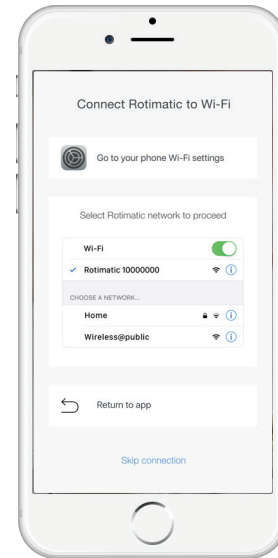 Connect Rotimatic to Wi-Fi
Go to your phone Wi-Fi settings
Select Rotimatic network to proceed
Wi-Fi
Rotimatic 10000000
CHOOSE A NETWORK...
Home
Wireless@public
Return to app
Skip connection